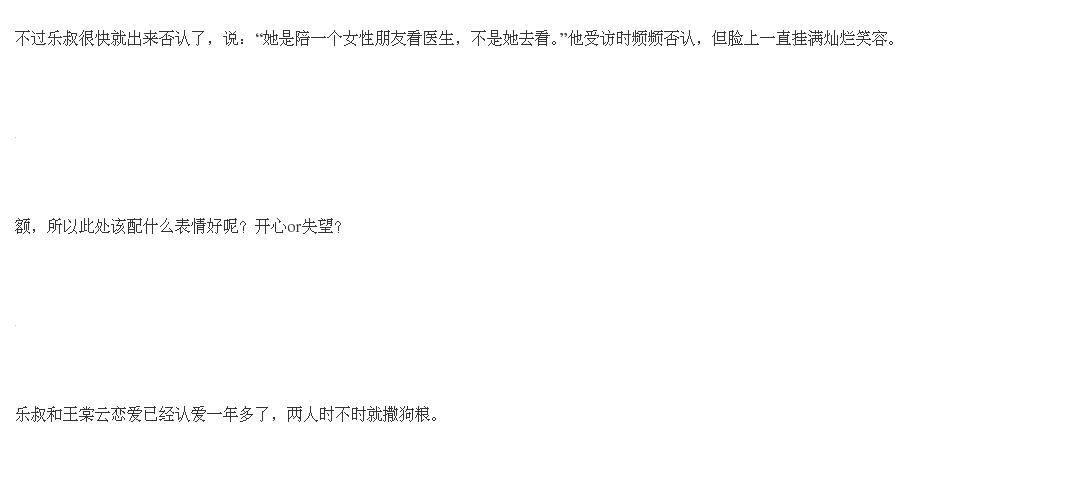 不过乐叔很快就出来否认了，说：“她是陪一个女性朋友看医生，不是她去看。”他受访时频频否认，但脸上一直挂满灿烂笑容。
额，所以此处该配什么表情好呢？开心or失望？
乐叔和王棠云恋爱已经认爱一年多了，两人时不时就撒狗粮。